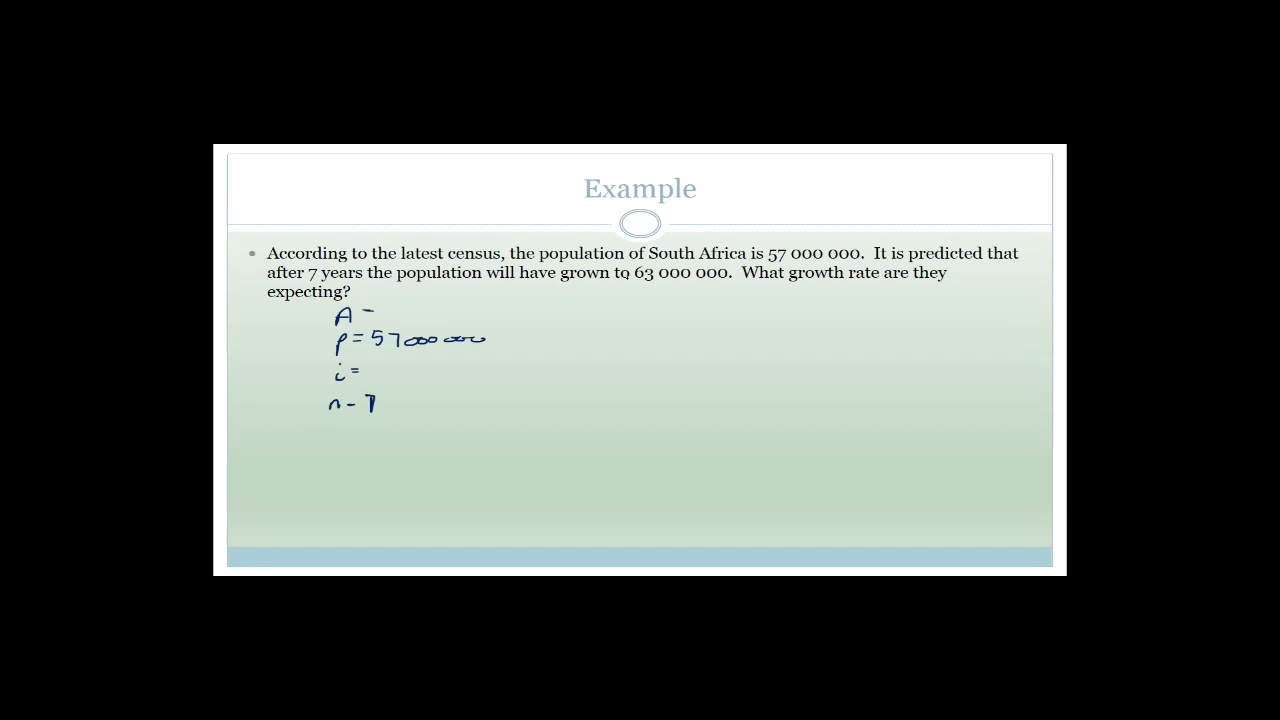 Example
According to the latest census, the population of South Africa is 57 000 000. It is predicted that
after 7 years the population will have grown to 63 000 000. What growth rate are they
expecting?
A =
P = 57 000 000
i =
n = 7